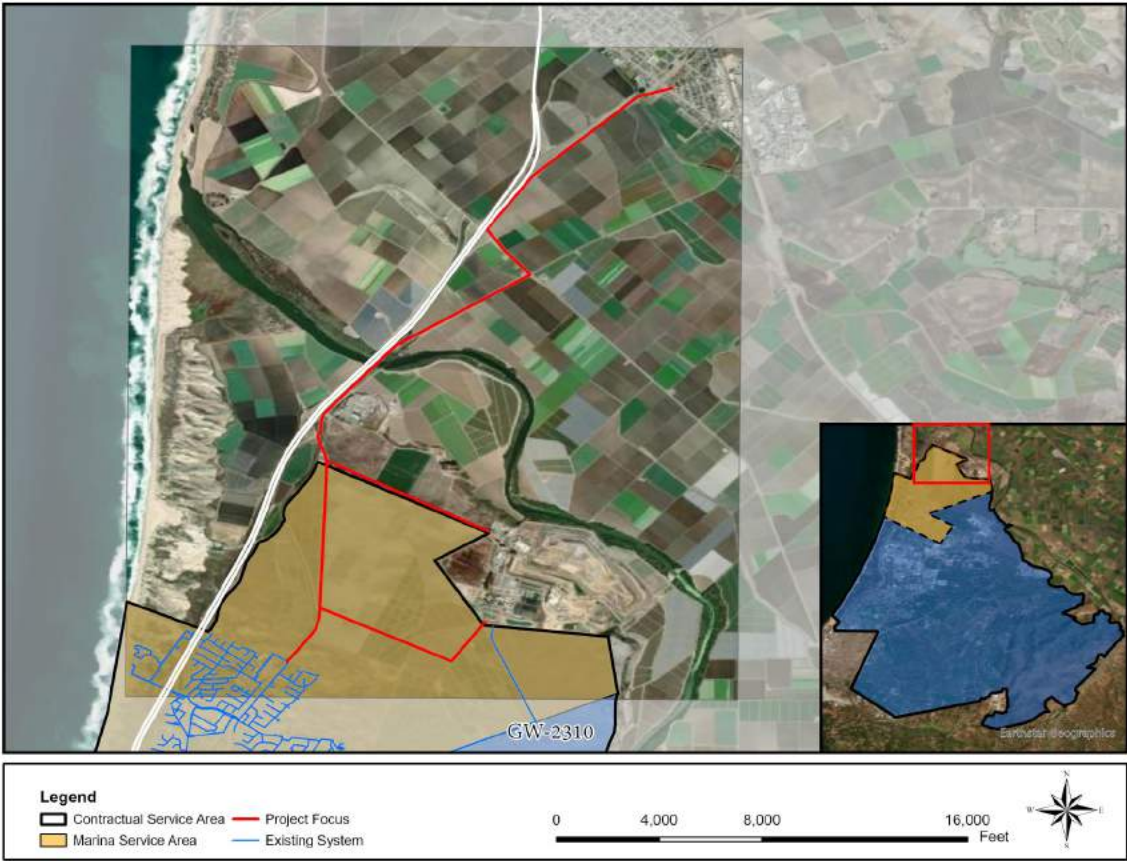 GW-2310
Earthstar Geographics
Legend
Contractual Service Area
Project Focus
Marina Service Area
Existing System
0 4,000 8,000 16,000
Feet
N
W E
S